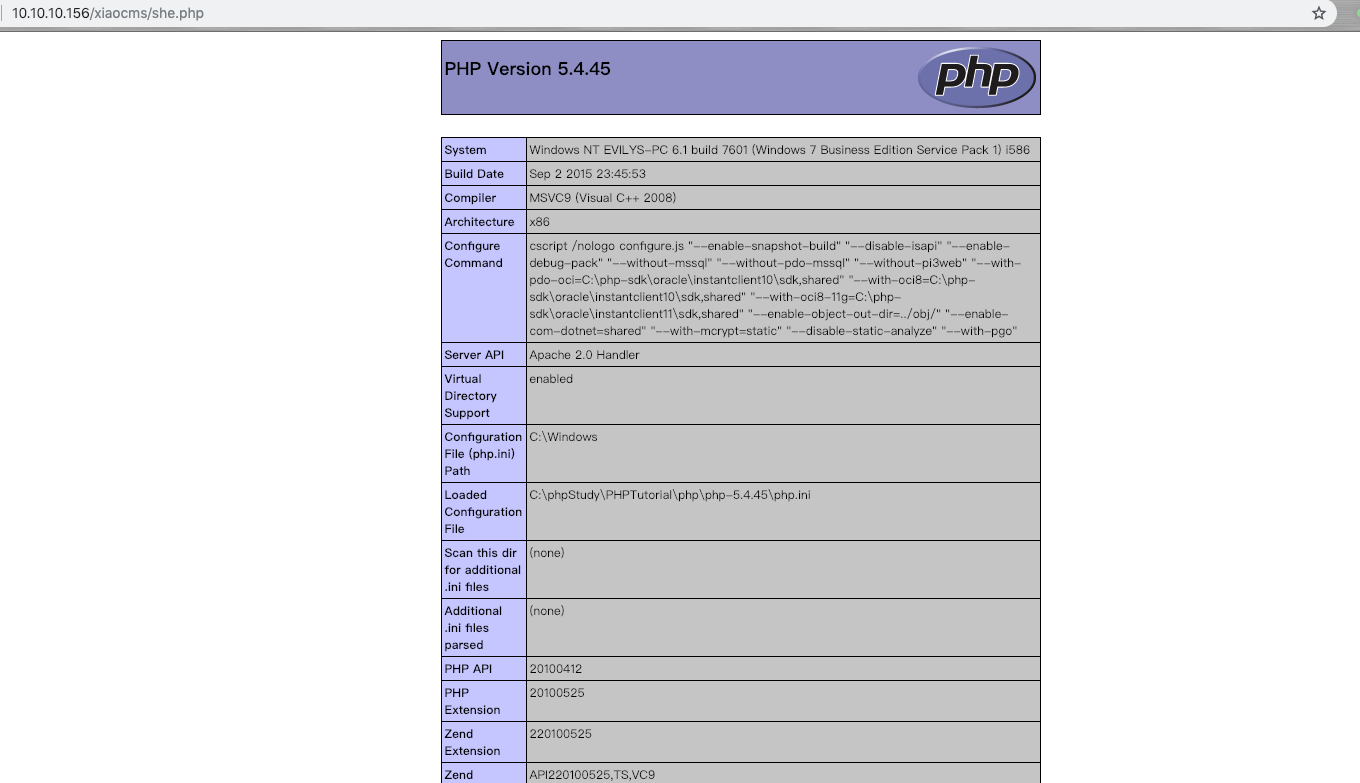 10.10.10.156/xiaocms/she.php
PHP Version 5.4.45
php
System Windows NT EVILYS-PC 6.1 build 7601 (Windows 7 Business Edition Service Pack 1) i586
Build Date Sep 2 2015 23:45:53
Compiler MSVC9 (Visual C++ 2008)
Architecture x86
Configure Command
cscript /nologo configure.js "--enable-snapshot-build" "--disable-isapi" "--enable-
debug-pack" "--without-mssql" "--without-pdo-mssql" "--without-pi3web" "--with-
pdo-oci=C:\php-sdk\oracle\instantclient10\sdk,shared" "--with-oci8=C:\php-
sdk\oracle\instantclient10\sdk,shared" "--with-oci8-11g=C:\php-
sdk\oracle\instantclient11\sdk,shared" "--enable-object-out-dir=../obj/" "--enable-
com-dotnet=shared" "--with-mcrypt=static" "--disable-static-analyze" "--with-pgo"
Server API Apache 2.0 Handler
Virtual
Directory
Support
enabled
Configuration
File (php.ini)
Path
C:\Windows
Loaded
Configuration
File
C:\phpStudy\PHPTutorial\php\php-5.4.45\php.ini
Scan this dir
for additional
.ini files
(none)
Additional
.ini files
parsed
(none)
PHP API 20100412
PHP
Extension
20100525
Zend
Extension
220100525
Zend API220100525,TS,VC9